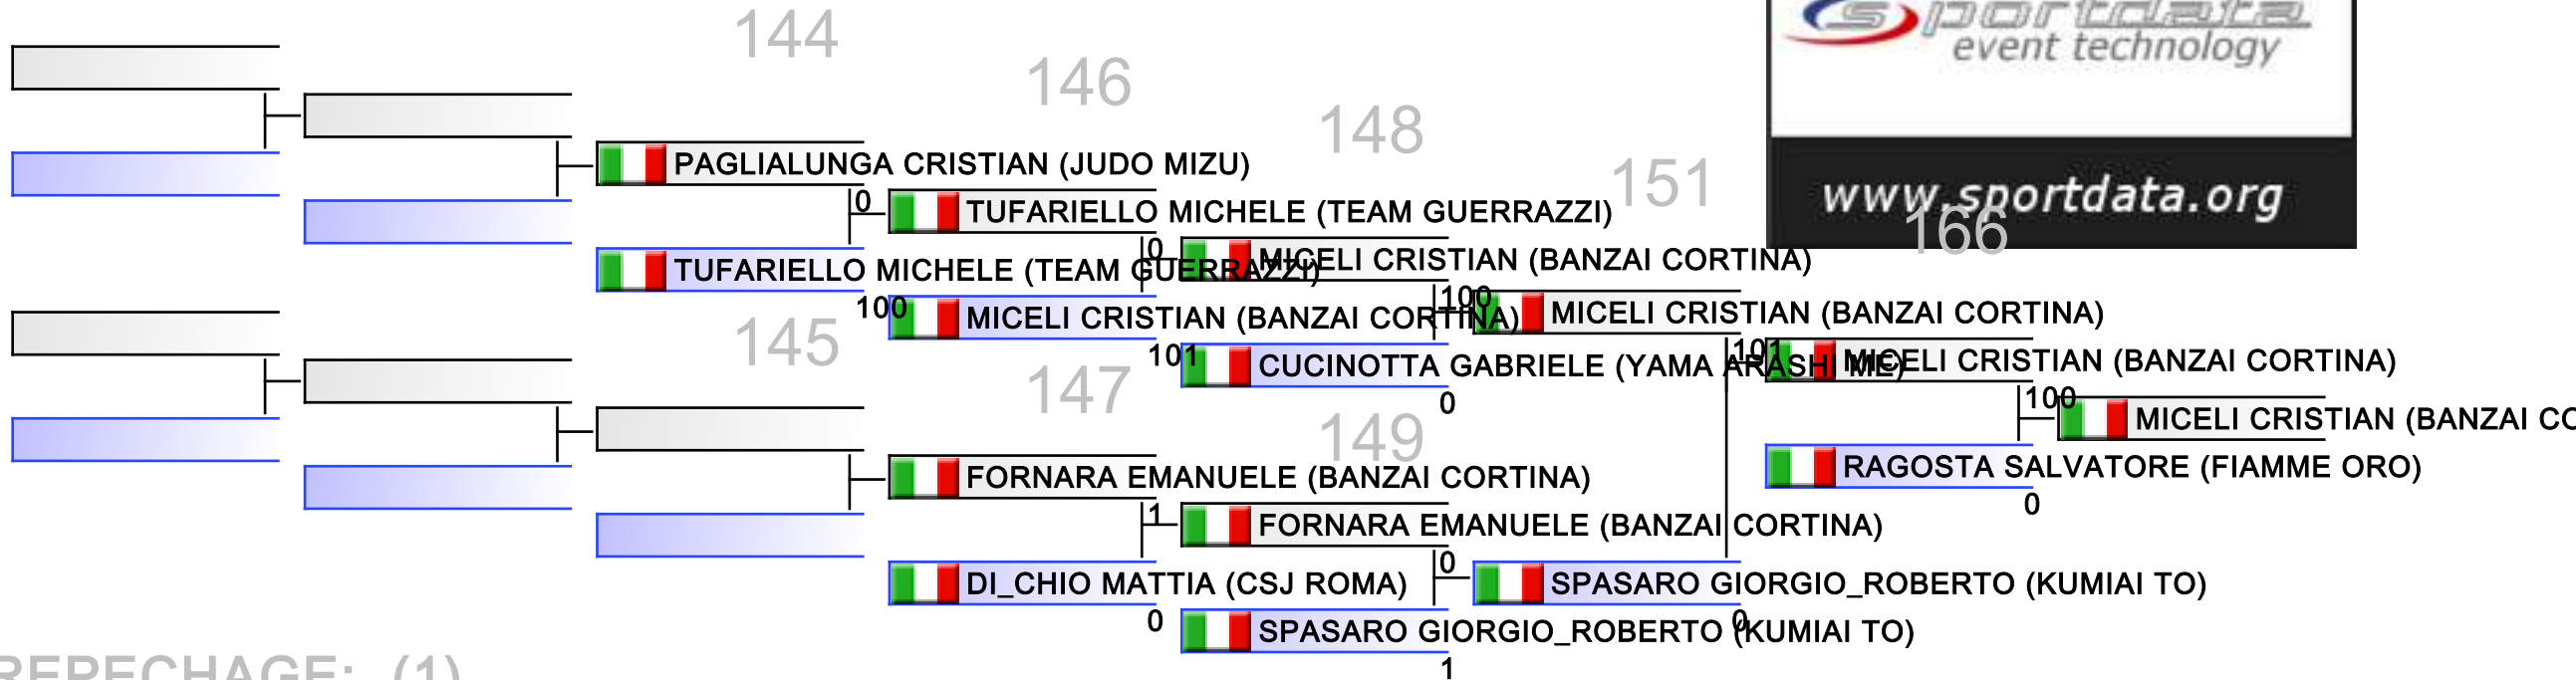 sportdata
event technology
www.sportdata.org
144
146
148
151
166
PAGLIALUNGA CRISTIAN (JUDO MIZU)
0
TUFARIELLO MICHELE (TEAM GUERRAZZI)
TUFARIELLO MICHELE (TEAM GUERRAZZI)
100
0
MICELI CRISTIAN (BANZAI CORTINA)
MICELI CRISTIAN (BANZAI CORTINA)
101
100
MICELI CRISTIAN (BANZAI CORTINA)
CUCINOTTA GABRIELE (YAMA ARASHI ME)
0
101
MICELI CRISTIAN (BANZAI CORTINA)
100
MICELI CRISTIAN (BANZAI CO
RAGOSTA SALVATORE (FIAMME ORO)
0
145
147
149
FORNARA EMANUELE (BANZAI CORTINA)
1
FORNARA EMANUELE (BANZAI CORTINA)
DI_CHIO MATTIA (CSJ ROMA)
0
0
SPASARO GIORGIO_ROBERTO (KUMIAI TO)
0
SPASARO GIORGIO_ROBERTO (KUMIAI TO)
1
REPECHAGE: (1)